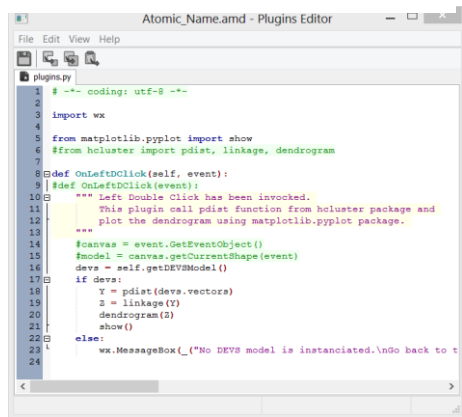 Atomic_Name.amd - Plugins Editor
File Edit View Help
plugins.py
1 # -*- coding: utf-8 -*-
2
3 import wx
4
5 from matplotlib.pyplot import show
6 #from hcluster import pdist, linkage, dendrogram
7
8 def OnLeftDClick(self, event):
9 #def OnLeftDClick(event):
10 """ Left Double Click has been invoked.
11 This plugin call pdist function from hcluster package and
12 plot the dendrogram using matplotlib.pyplot package.
13 """
14 #canvas = event.GetEventObject()
15 #model = canvas.getCurrentShape(event)
16 devs = self.getDEVSModel()
17 if devs:
18 Y = pdist(devs.vectors)
19 Z = linkage(Y)
20 dendrogram(Z)
21 show()
22 else:
23 wx.MessageBox(_("No DEVS model is instanciated.\nGo back to t
24